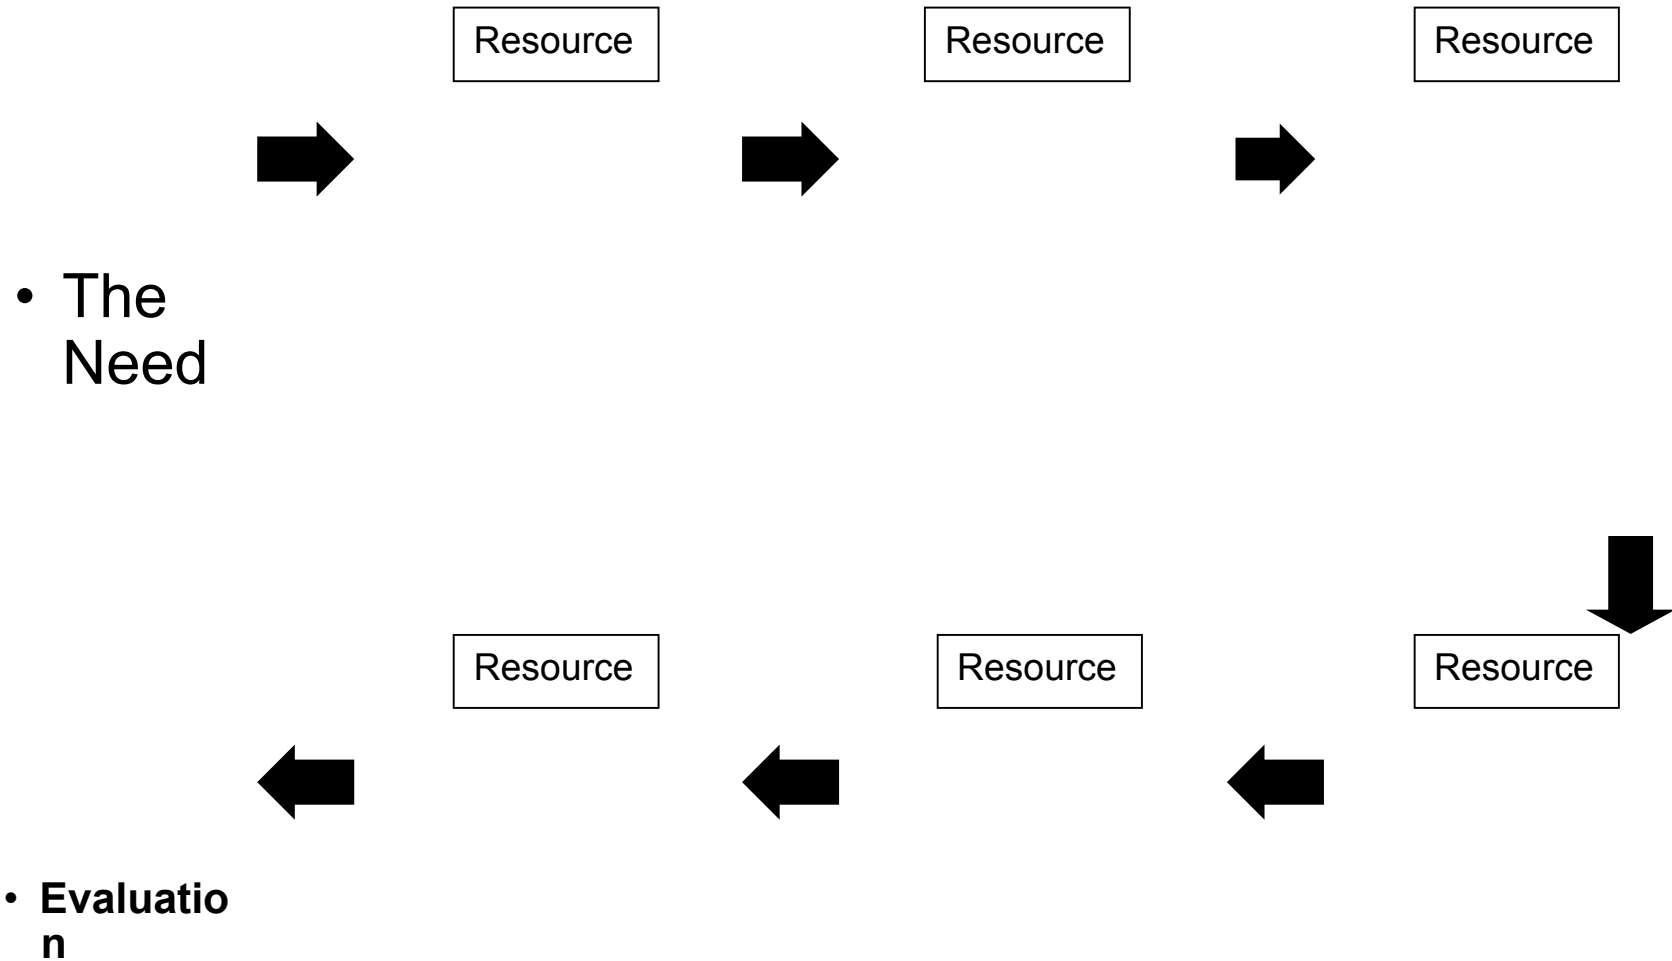 Resource Resource Resource
• The
Need
Resource Resource Resource
• Evaluatio
n